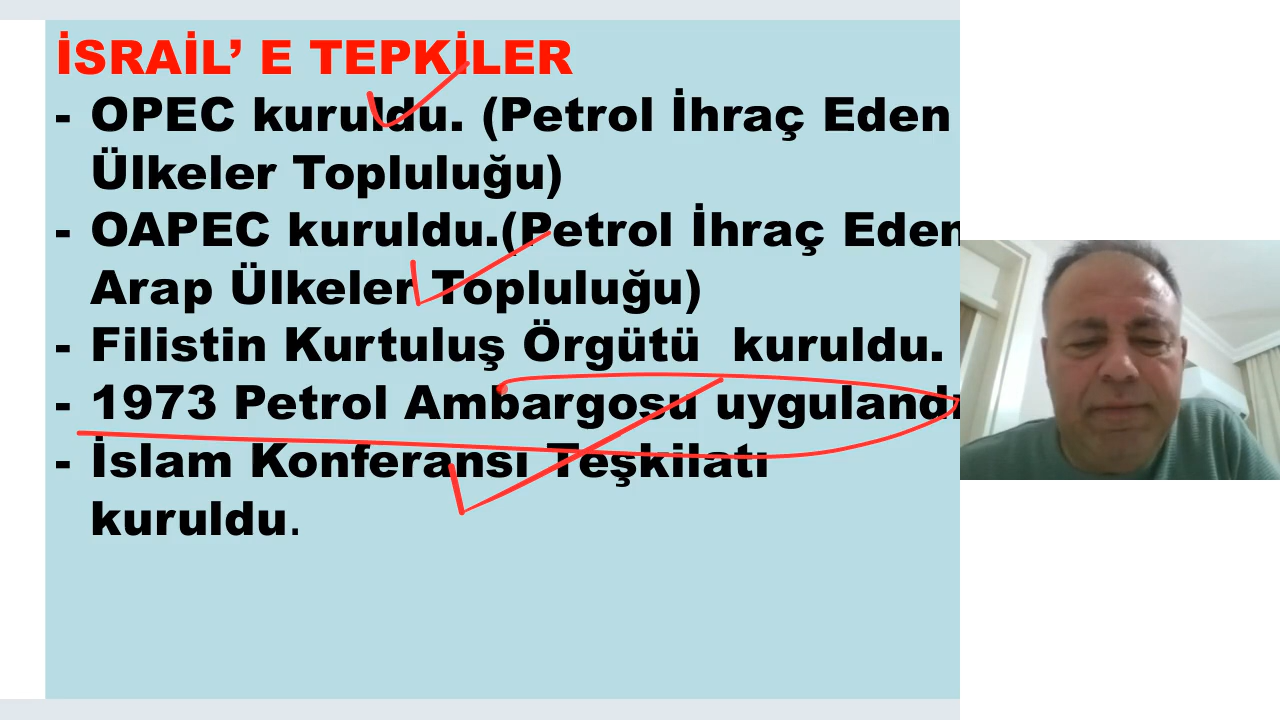 İSRAİL’ E TEPKİLER
- OPEC kuruldu. (Petrol İhraç Eden
Ülkeler Topluluğu)
- OAPEC kuruldu.(Petrol İhraç Eden
Arap Ülkeler Topluluğu)
- Filistin Kurtuluş Örgütü kuruldu.
- 1973 Petrol Ambargosu uygulandı
- İslam Konferansı Teşkilatı
kuruldu.